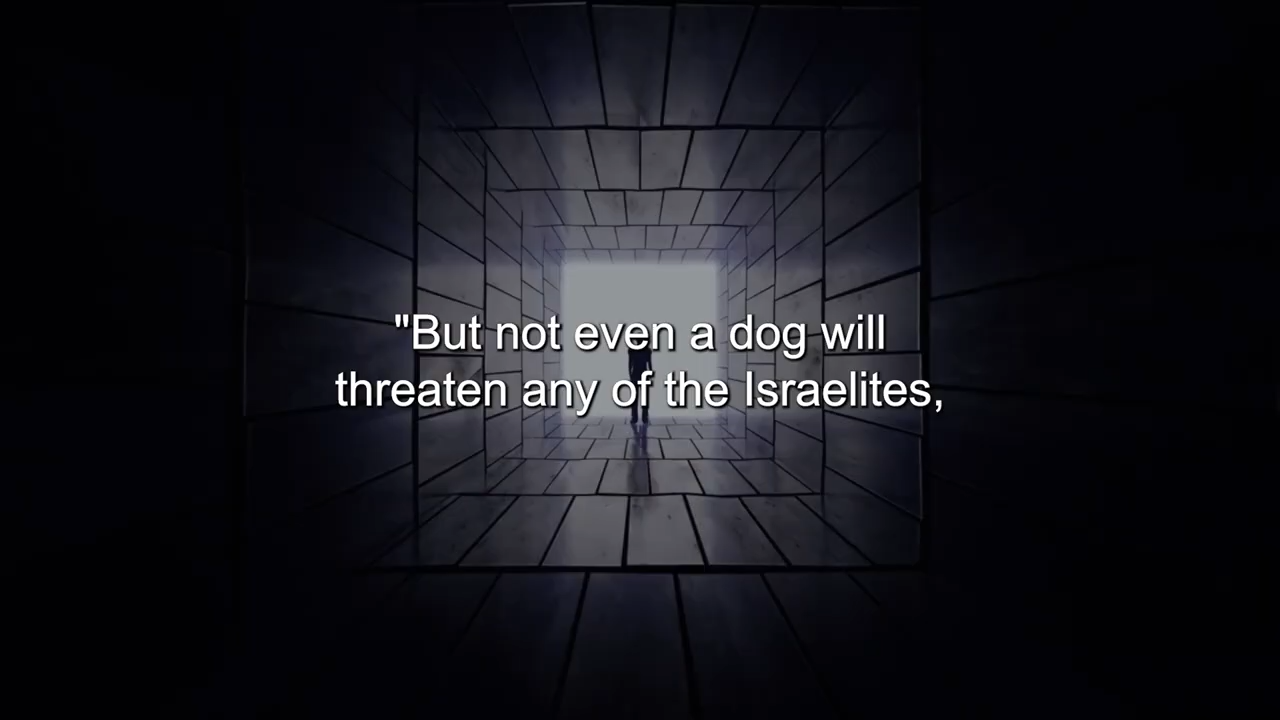 "But not even a dog will
threaten any of the Israelites,